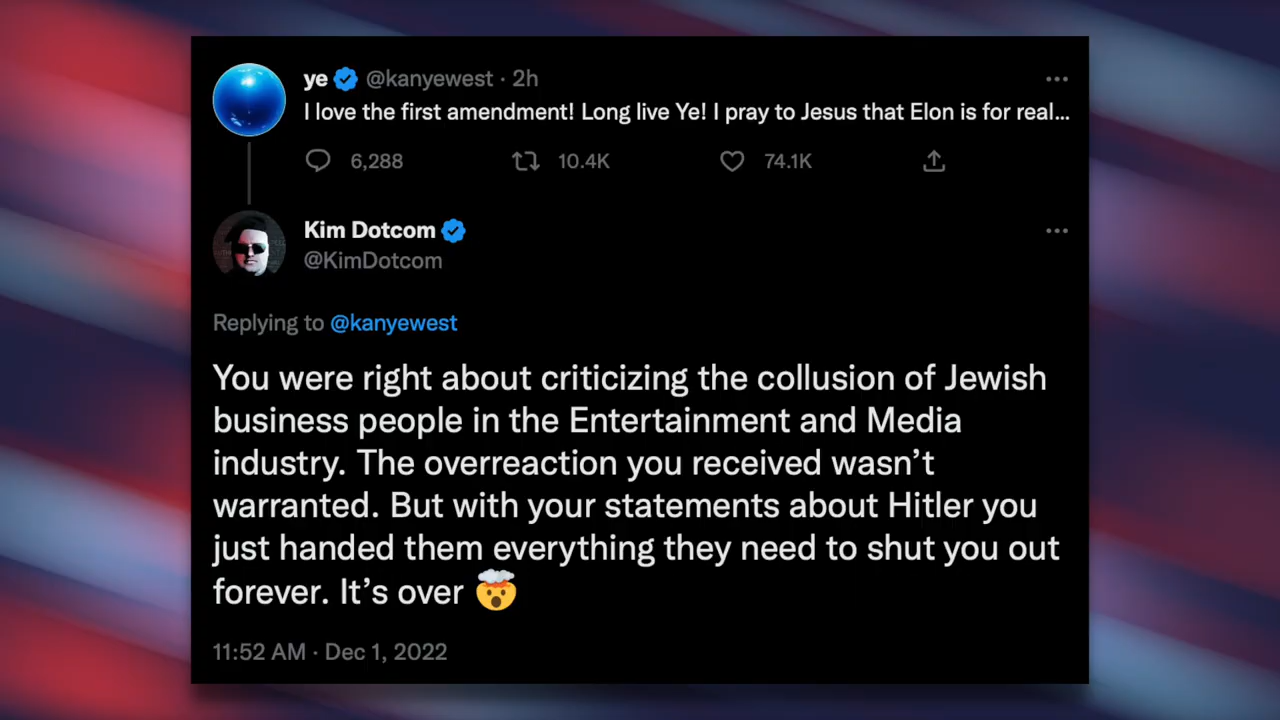 ye @kanyewest · 2h
I love the first amendment! Long live Ye! I pray to Jesus that Elon is for real...
6,288 10.4K 74.1K
Kim Dotcom
@KimDotcom
Replying to @kanyewest
You were right about criticizing the collusion of Jewish
business people in the Entertainment and Media
industry. The overreaction you received wasn't
warranted. But with your statements about Hitler you
just handed them everything they need to shut you out
forever. It's over 🤯
11:52 AM · Dec 1, 2022